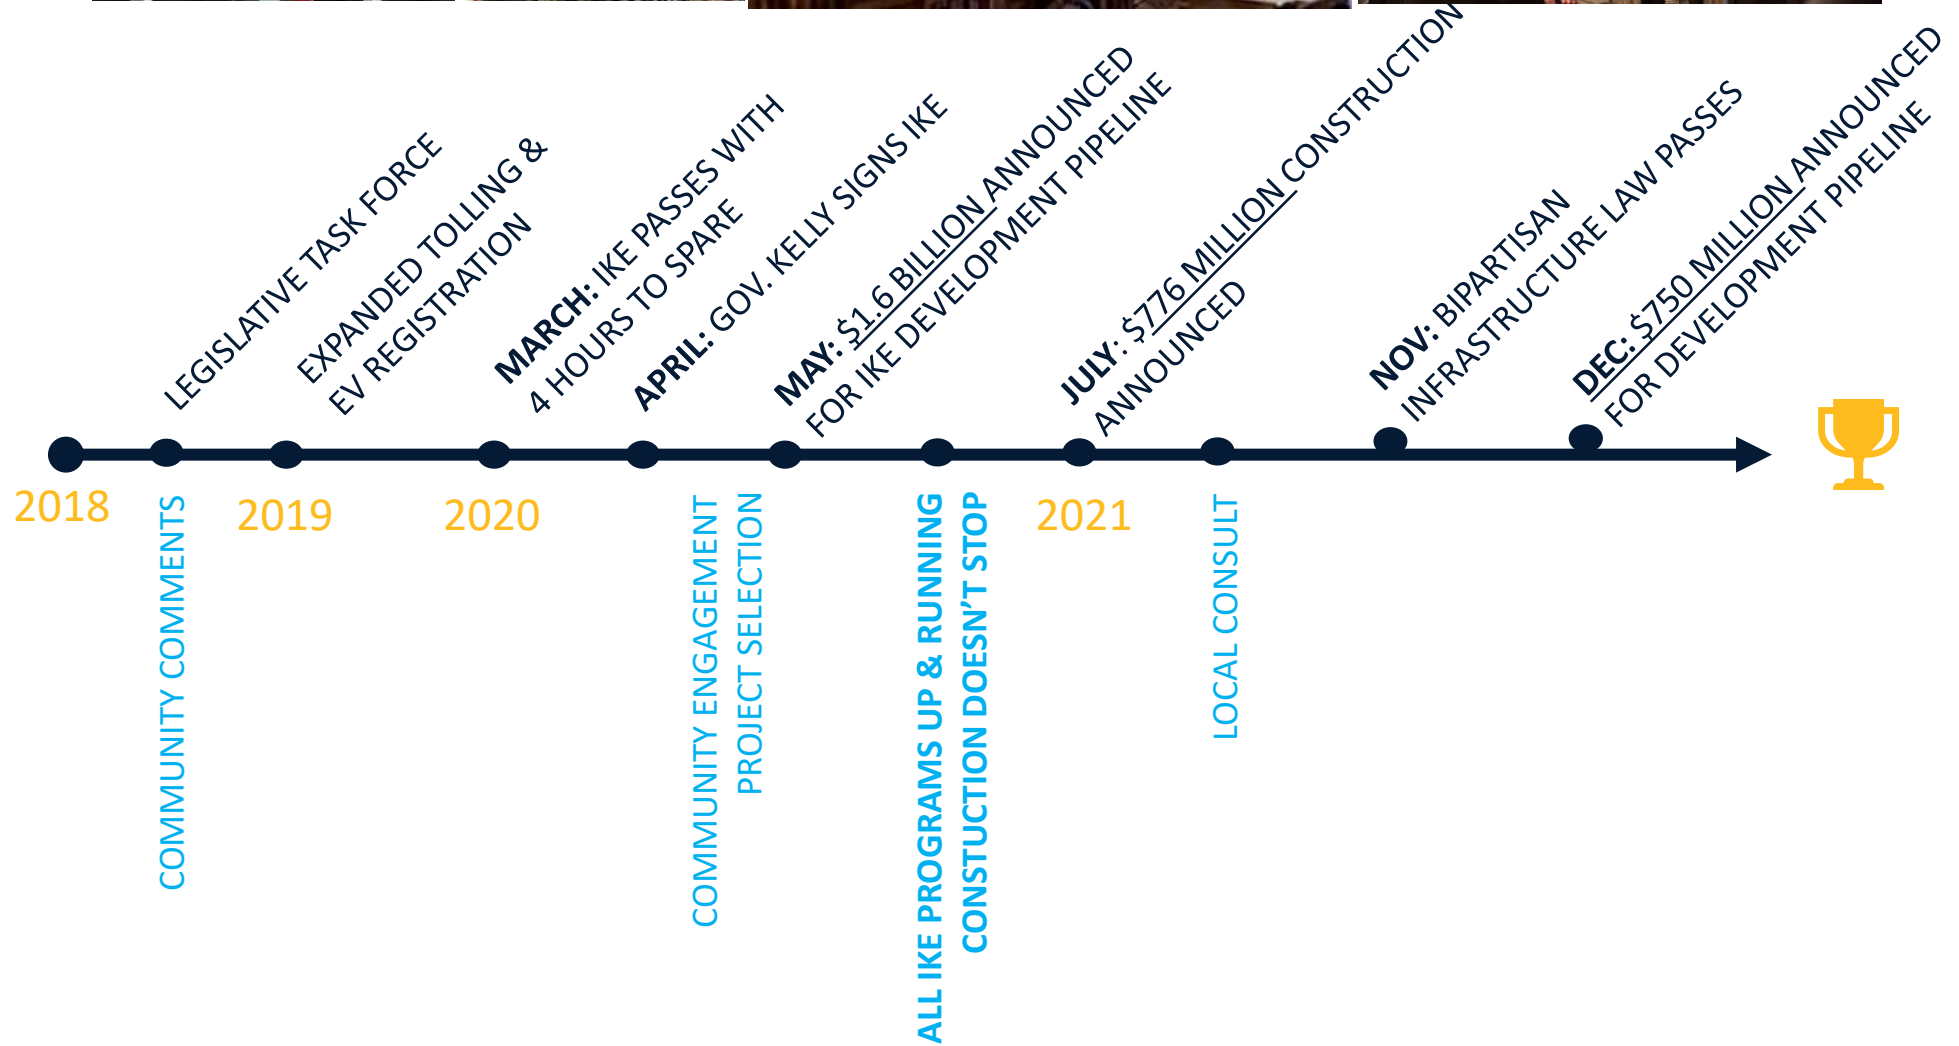 LEGISLATIVE TASK FORCE
EXPANDED TOLLING &
EV REGISTRATION
MARCH: IKE PASSES WITH
4 HOURS TO SPARE
APRIL: GOV. KELLY SIGNS IKE
MAY: $1.6 BILLION ANNOUNCED
FOR IKE DEVELOPMENT PIPELINE
JULY: $776 MILLION CONSTRUCTION
ANNOUNCED
NOV: BIPARTISAN
INFRASTRUCTURE LAW PASSES
DEC: $750 MILLION ANNOUNCED
FOR DEVELOPMENT PIPELINE
2018
COMMUNITY COMMENTS
2019
2020
COMMUNITY ENGAGEMENT
PROJECT SELECTION
ALL IKE PROGRAMS UP & RUNNING
CONSTUCTION DOESN’T STOP
2021
LOCAL CONSULT